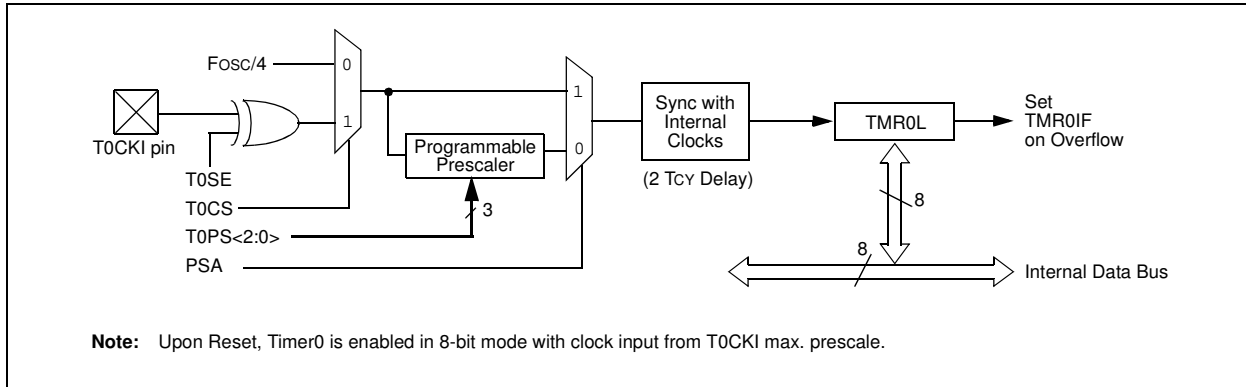 FOSC/4
0
1
T0CKI pin
T0SE
T0CS
T0PS<2:0>
PSA
Programmable
Prescaler
3
1
0
Sync with
Internal
Clocks
(2 TCY Delay)
TMR0L
Set
TMR0IF
on Overflow
8
8
Internal Data Bus
Note: Upon Reset, Timer0 is enabled in 8-bit mode with clock input from T0CKI max. prescale.